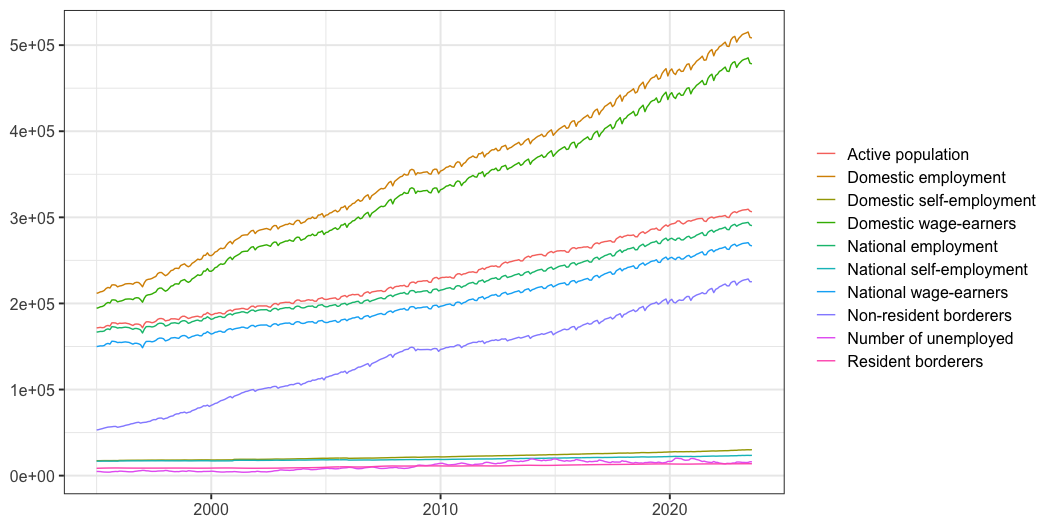 5e+05
4e+05
3e+05
2e+05
1e+05
0e+00
2000
2010
2020
Active population
Domestic employment
Domestic self-employment
Domestic wage-earners
National employment
National self-employment
National wage-earners
Non-resident borderers
Number of unemployed
Resident borderers